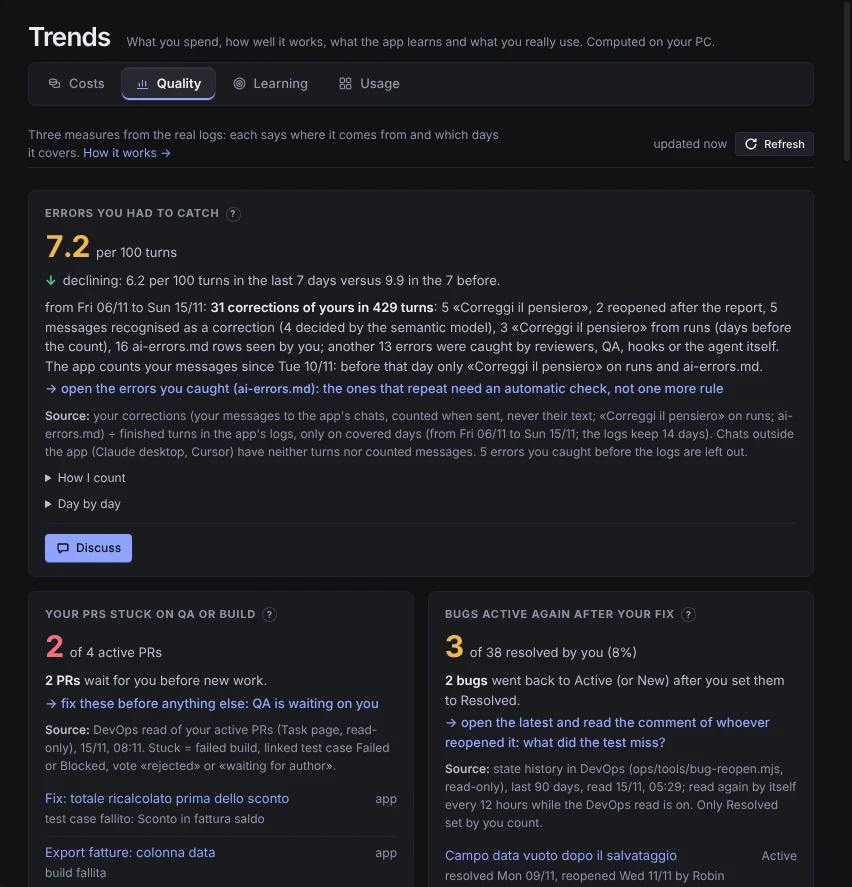 Trends What you spend, how well it works, what the app learns and what you really use. Computed on your PC.
Costs Quality Learning Usage
Three measures from the real logs: each says where it comes from and which days
it covers. How it works →
updated now Refresh
ERRORS YOU HAD TO CATCH ?
7.2 per 100 turns
↓ declining: 6.2 per 100 turns in the last 7 days versus 9.9 in the 7 before.
from Fri 06/11 to Sun 15/11: 31 corrections of yours in 429 turns: 5 «Correggi il pensiero», 2 reopened after the report, 5
messages recognised as a correction (4 decided by the semantic model), 3 «Correggi il pensiero» from runs (days before
the count), 16 ai-errors.md rows seen by you; another 13 errors were caught by reviewers, QA, hooks or the agent itself.
The app counts your messages since Tue 10/11: before that day only «Correggi il pensiero» on runs and ai-errors.md.
→ open the errors you caught (ai-errors.md): the ones that repeat need an automatic check, not one more rule
Source: your corrections (your messages to the app's chats, counted when sent, never their text; «Correggi il pensiero» on runs; ai-
errors.md) ÷ finished turns in the app's logs, only on covered days (from Fri 06/11 to Sun 15/11; the logs keep 14 days). Chats outside
the app (Claude desktop, Cursor) have neither turns nor counted messages. 5 errors you caught before the logs are left out.
▶ How I count
▶ Day by day
Discuss
YOUR PRS STUCK ON QA OR BUILD ?
2 of 4 active PRs
2 PRs wait for you before new work.
→ fix these before anything else: QA is waiting on you
Source: DevOps read of your active PRs (Task page, read-
only), 15/11, 08:11. Stuck = failed build, linked test case Failed
or Blocked, vote «rejected» or «waiting for author».
Fix: totale ricalcolato prima dello sconto app
test case fallito: Sconto in fattura saldo
Export fatture: colonna data app
build fallita
BUGS ACTIVE AGAIN AFTER YOUR FIX ?
3 of 38 resolved by you (8%)
2 bugs went back to Active (or New) after you set them
to Resolved.
→ open the latest and read the comment of whoever
reopened it: what did the test miss?
Source: state history in DevOps (ops/tools/bug-reopen.mjs,
read-only), last 90 days, read 15/11, 05:29; read again by itself
every 12 hours while the DevOps read is on. Only Resolved
set by you count.
Campo data vuoto dopo il salvataggio Active
resolved Mon 09/11, reopened Wed 11/11 by Robin